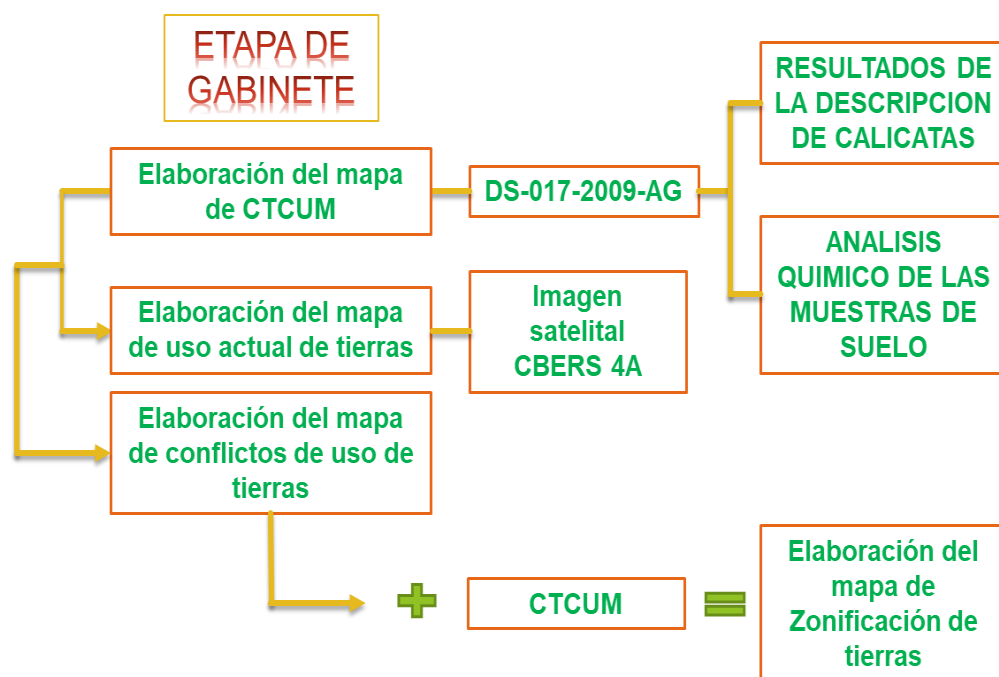 ETAPA DE
GABINETE
Elaboración del mapa
de CTCUM
DS-017-2009-AG
RESULTADOS DE
LA DESCRIPCION
DE CALICATAS
ANALISIS
QUIMICO DE LAS
MUESTRAS DE
SUELO
Elaboración del mapa
de uso actual de tierras
Imagen
satelital
CBERS 4A
Elaboración del mapa
de conflictos de uso de
tierras
+
CTCUM
=
Elaboración del
mapa de
Zonificación de
tierras